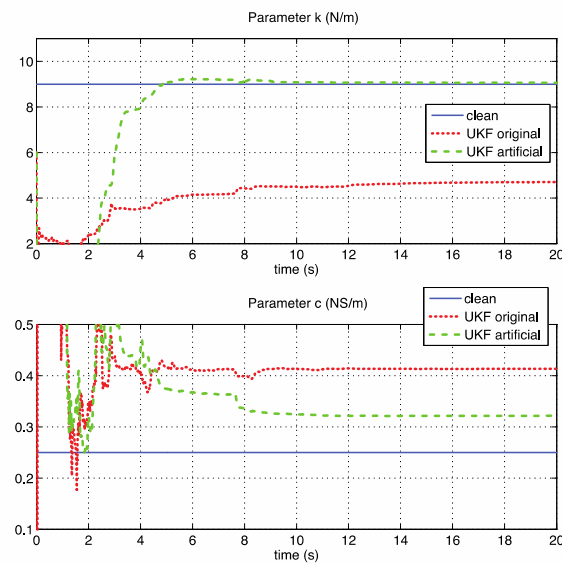 Parameter k (N/m)
10
8
6
4
2
clean
UKF original
UKF artificial
0 2 4 6 8 10 12 14 16 18 20
time (s)
Parameter c (NS/m)
clean
UKF original
UKF artificial
0.5
0.4
0.3
0.2
0.1
0 2 4 6 8 10 12 14 16 18 20
time (s)